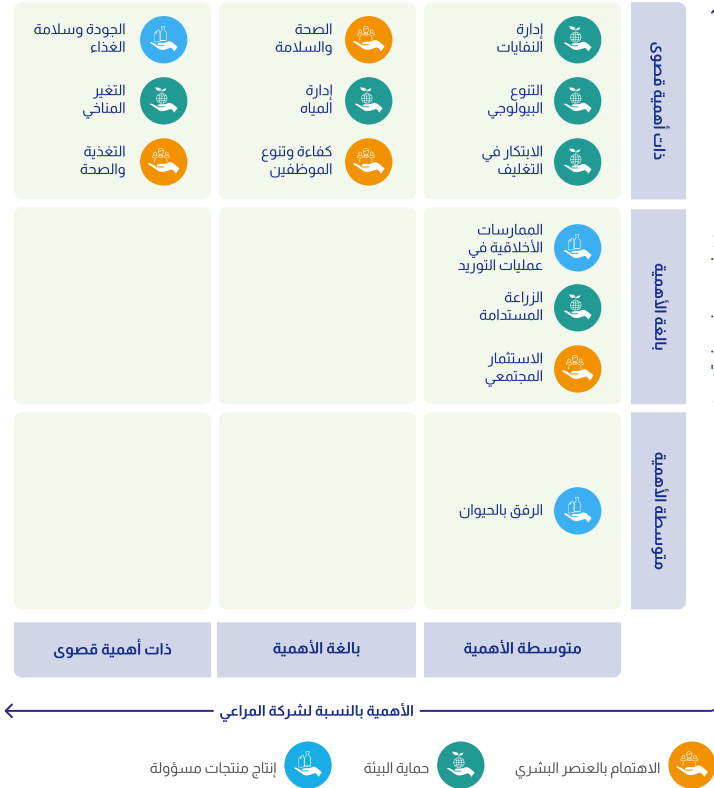 ذات أهمية قصوى
إدارة
النفايات
التنوع
البيولوجي
الابتكار في
التغليف
الصحة
والسلامة
إدارة
المياه
كفاءة وتنوع
الموظفين
الجودة وسلامة
الغذاء
التغير
المناخي
التغذية
والصحة
بالغة الأهمية
الممارسات
الأخلاقية في
عمليات التوريد
الزراعة
المستدامة
الاستثمار
المجتمعي
متوسطة الأهمية
الرفق بالحيوان
متوسطة الأهمية
بالغة الأهمية
ذات أهمية قصوى
الأهمية بالنسبة لشركة المراعي
الاهتمام بالعنصر البشري
حماية البيئة
إنتاج منتجات مسؤولة